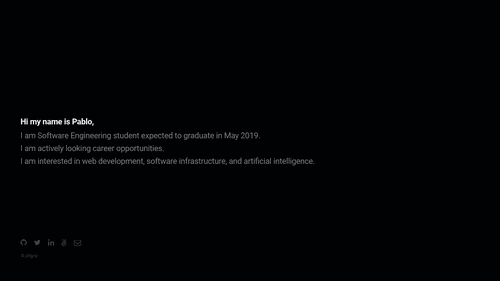 Hi my name is Pablo,
I am Software Engineering student expected to graduate in May 2019.
I am actively looking career opportunities.
I am interested in web development, software infrastructure, and artificial intelligence.